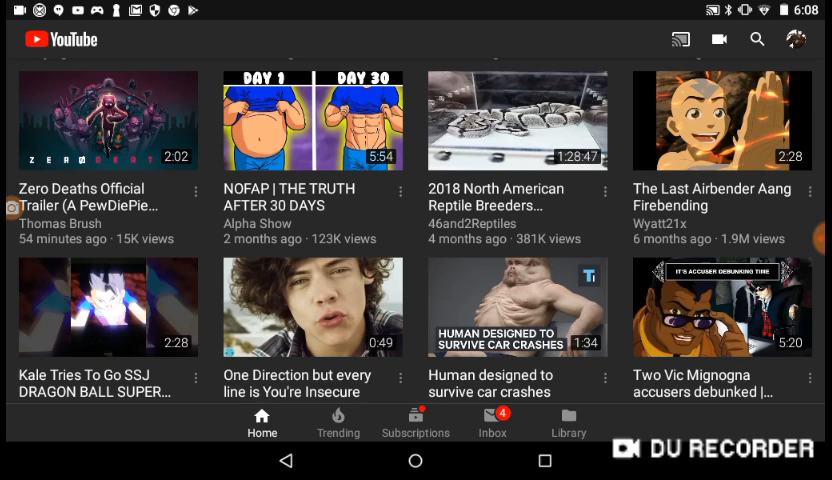 6:08
YouTube
DAY 1 DAY 30
ZERØDEATHS
2:02
5:54
1:28:47
2:28
Zero Deaths Official
Trailer (A PewDiePie...
Thomas Brush
54 minutes ago · 15K views
NOFAP | THE TRUTH
AFTER 30 DAYS
Alpha Show
2 months ago · 123K views
2018 North American
Reptile Breeders...
46and2Reptiles
4 months ago · 381K views
The Last Airbender Aang
Firebending
Wyatt21x
6 months ago · 1.9M views
IT'S ACCUSER DEBUNKING TIME
TI
HUMAN DESIGNED TO
SURVIVE CAR CRASHES
2:28
0:49
1:34
5:20
Kale Tries To Go SSJ
DRAGON BALL SUPER...
One Direction but every
line is You're Insecure
Human designed to
survive car crashes
Two Vic Mignogna
accusers debunked |...
4
Home Trending Subscriptions Inbox Library
DU RECORDER